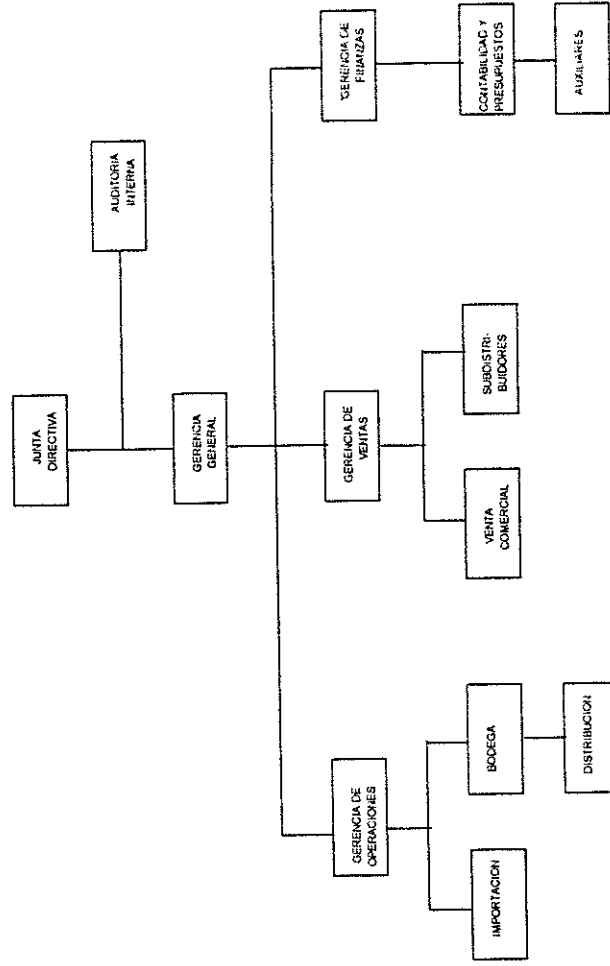 JUNTA
DIRECTIVA
AUDITORIA
INTERNA
GERENCIA
GENERAL
GERENCIA DE
OPERACIONES
GERENCIA DE
VENTAS
GERENCIA DE
FINANZAS
IMPORTACION
BODEGA
VENTA
COMERCIAL
SUBDISTRI-
BUIDORES
CONTABILIDAD Y
PRESUPUESTOS
DISTRIBUCION
AUXILIARES